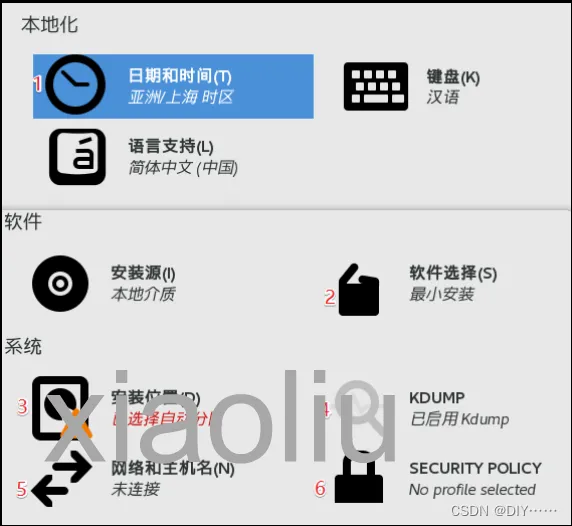 本地化
1
日期和时间(T)
亚洲/上海 时区
键盘(K)
汉语
á
语言支持(L)
简体中文 (中国)
软件
安装源(I)
本地介质
2
软件选择(S)
最小安装
系统
3
安装位置(D)
已选择自动分区
4
KDUMP
已启用 Kdump
xiaoliu
5
网络和主机名(N)
未连接
6
SECURITY POLICY
No profile selected
CSDN @DIY……